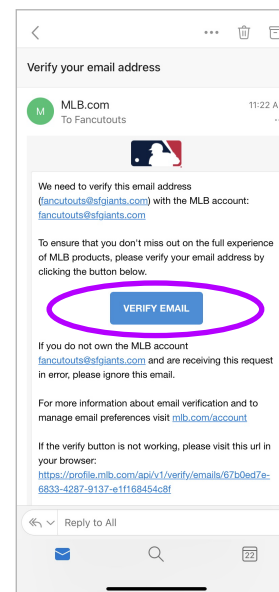 Verify your email address
M
MLB.com
11:22 A
To Fancutouts
We need to verify this email address
(fancutouts@sfgiants.com) with the MLB account:
fancutouts@sfgiants.com
To ensure that you don't miss out on the full experience
of MLB products, please verify your email address by
clicking the button below.
VERIFY EMAIL
If you do not own the MLB account
fancutouts@sfgiants.com and are receiving this request
in error, please ignore this email.
For more information about email verification and to
manage email preferences visit mlb.com/account
If the verify button is not working, please visit this url in
your browser:
https://profile.mlb.com/api/v1/verify/emails/67b0ed7e-
6833-4287-9137-e1f168454c8f
Reply to All
22